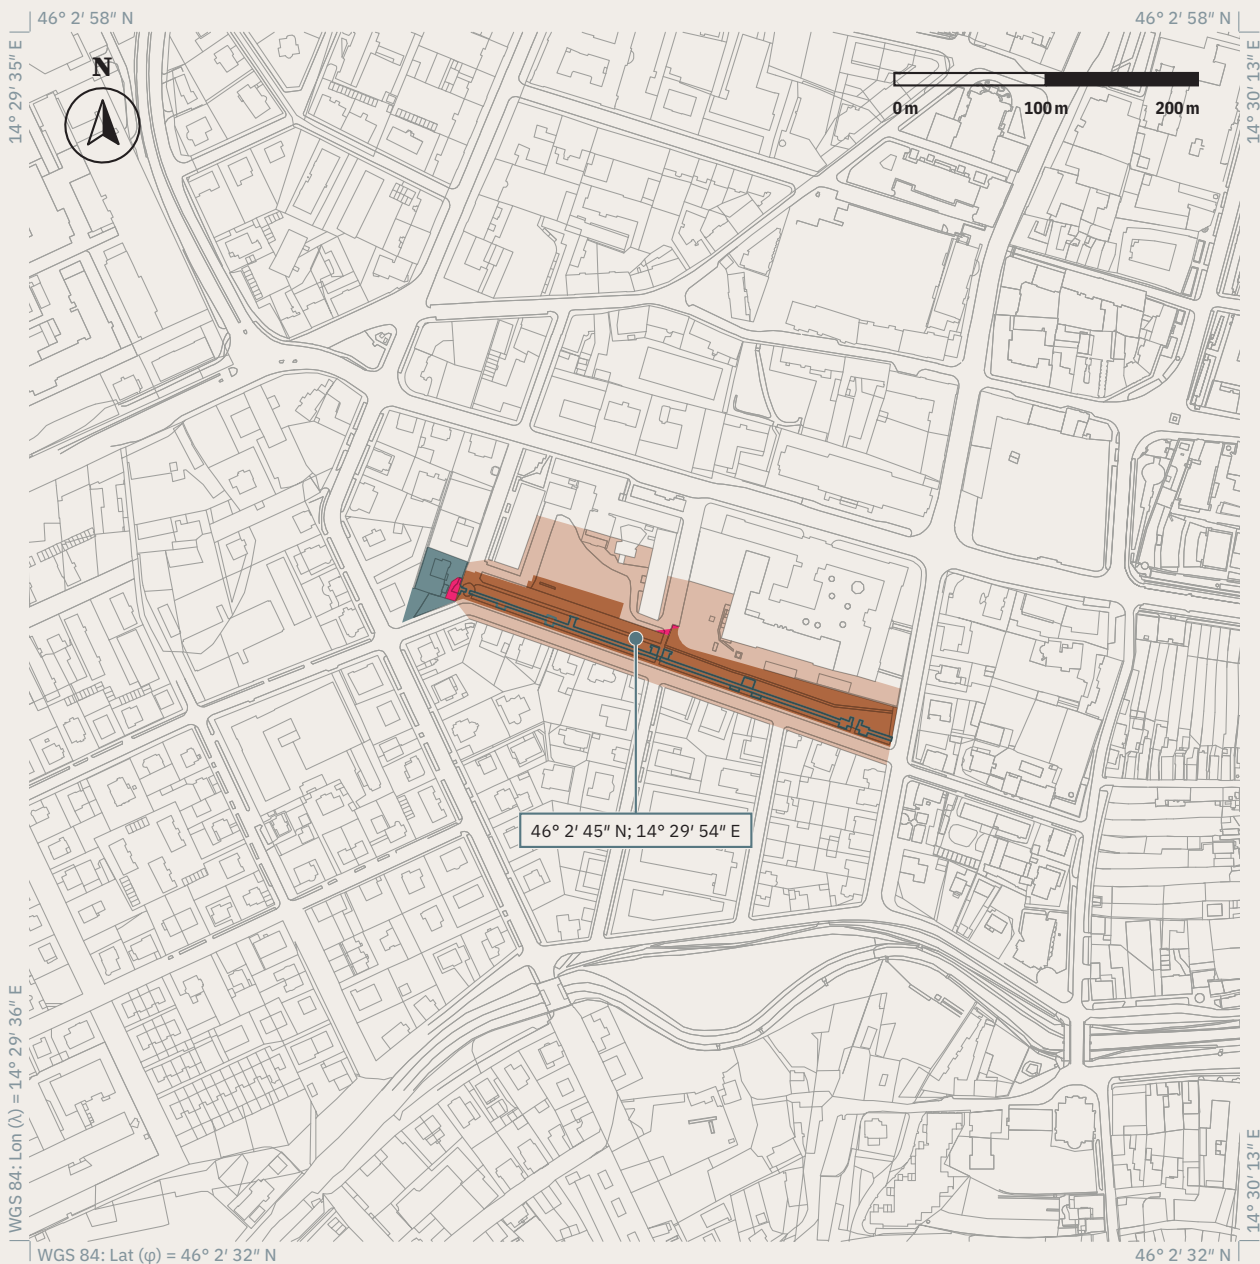 46° 2′ 58″ N
46° 2′ 58″ N
14° 29′ 35″ E
14° 30′ 13″ E
N
0 m 100 m 200 m
46° 2′ 45″ N; 14° 29′ 54″ E
WGS 84: Lon (λ) = 14° 29′ 36″ E
14° 30′ 13″ E
WGS 84: Lat (φ) = 46° 2′ 32″ N
46° 2′ 32″ N